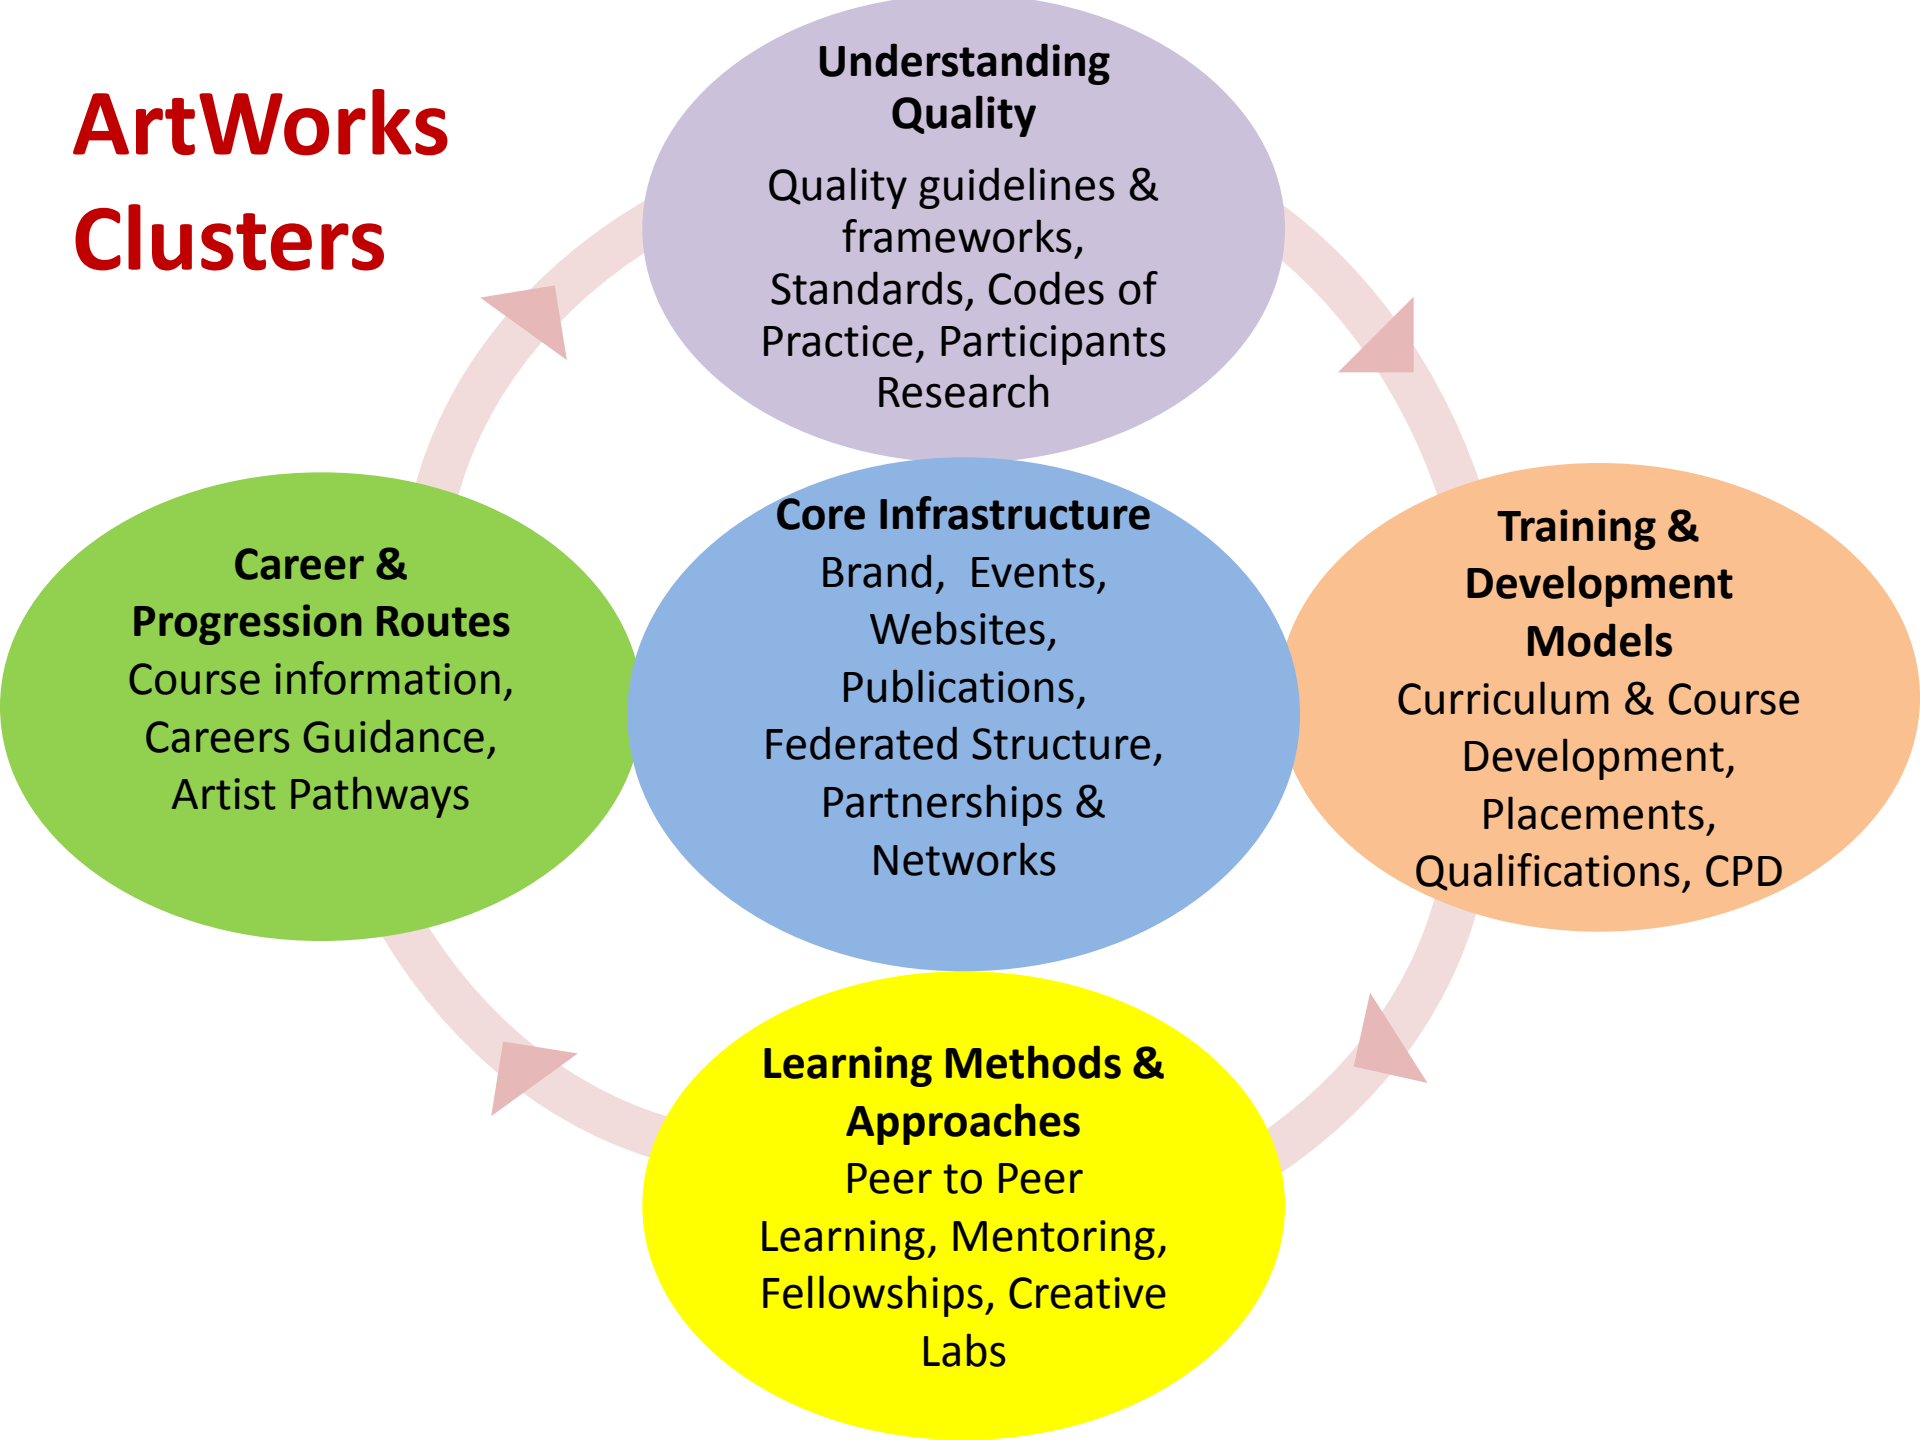 ArtWorks
Clusters
Understanding
Quality
Quality guidelines &
frameworks,
Standards, Codes of
Practice, Participants
Research
Career &
Progression Routes
Course information,
Careers Guidance,
Artist Pathways
Core Infrastructure
Brand,  Events,
Websites,
Publications,
Federated Structure,
Partnerships &
Networks
Training &
Development
Models
Curriculum & Course
Development,
Placements,
Qualifications, CPD
Learning Methods &
Approaches
Peer to Peer
Learning, Mentoring,
Fellowships, Creative
Labs